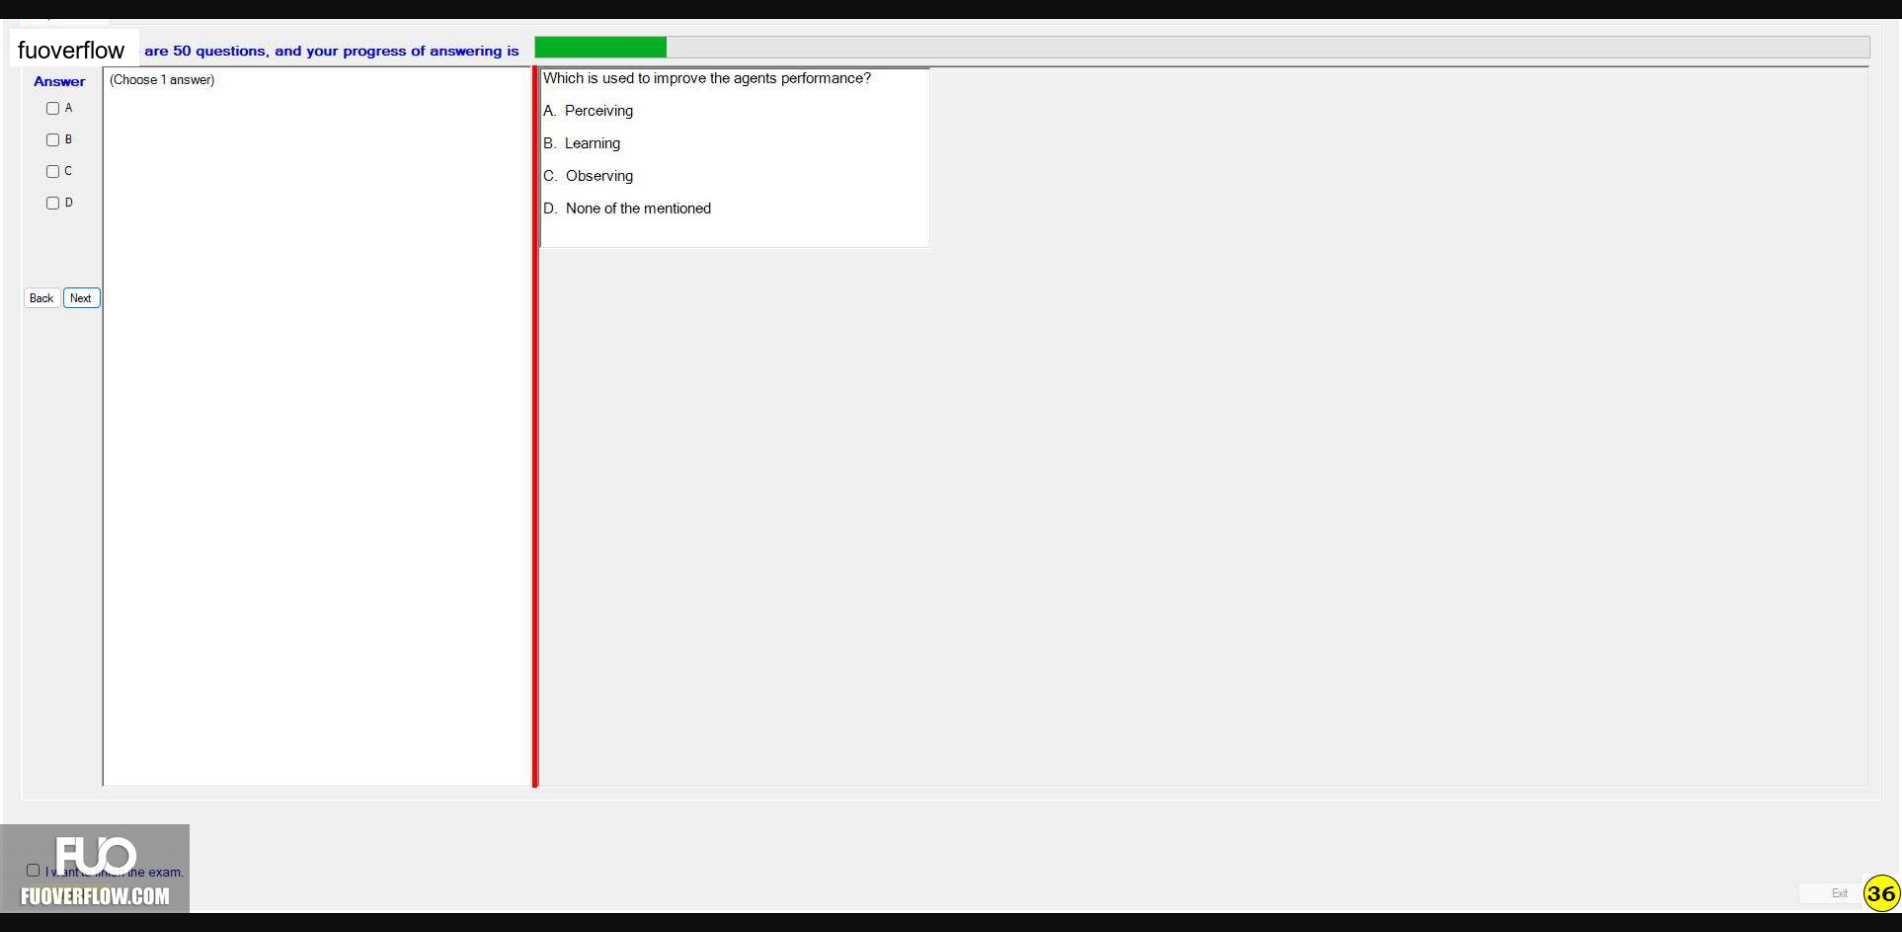 fuoverflow are 50 questions, and your progress of answering is
Answer
(Choose 1 answer)
A
B
C
D
Back Next
Which is used to improve the agents performance?
A. Perceiving
B. Learning
C. Observing
D. None of the mentioned
FUO
the exam.
FUOVERFLOW.COM
Exit
36